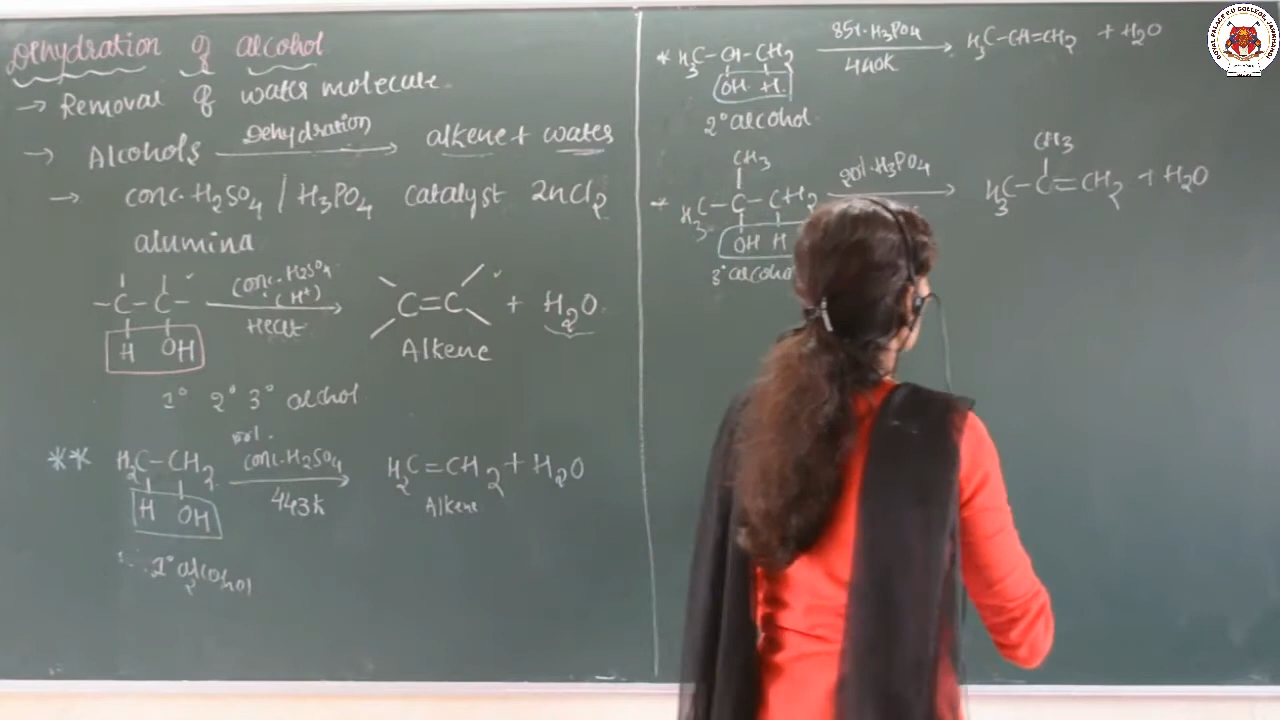 Dehydration of alcohol
→ Removal of water molecule.
→ Alcohols —Dehydration→ alkene + water
→ conc. H2SO4 / H3PO4 catalyst ZnCl2
alumina
–C–C– conc. H2SO4 (H+) Heat → C=C + H2O
H OH
Alkene
1° 2° 3° alchol
** H2C–CH2 conc. H2SO4 443K → H2C=CH2 + H2O
H OH
Alkene
1° alcohol
* H3C–CH–CH2 85%. H3PO4 440K → H3C–CH=CH2 + H2O
OH H
2° alcohol
CH3 CH3
* H3C–C–CH2 20%. H3PO4 → H3C–C=CH2 + H2O
OH H
3° alcohol